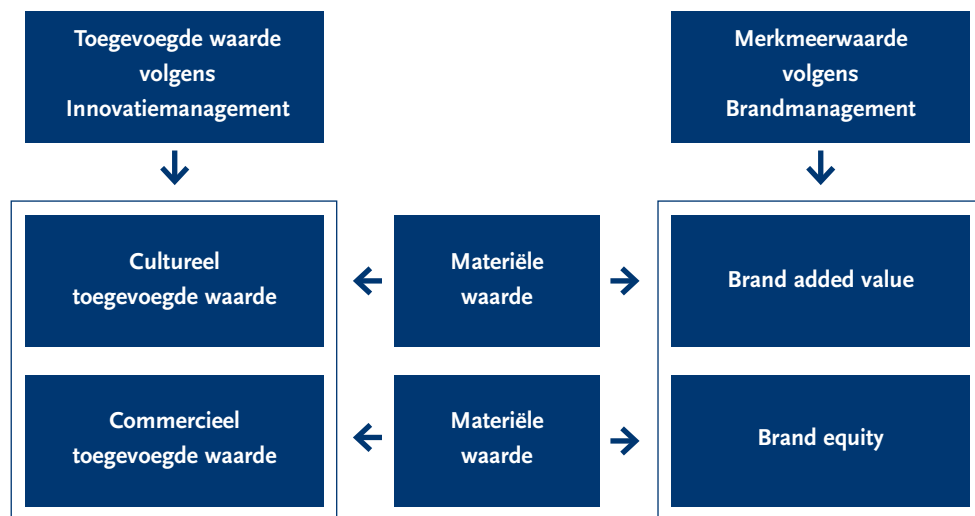 Toegevoegde waarde
volgens
Innovatiemanagement
Merkmeerwaarde
volgens
Brandmanagement
Cultureel
toegevoegde waarde
Materiële
waarde
Brand added value
Commercieel
toegevoegde waarde
Materiële
waarde
Brand equity